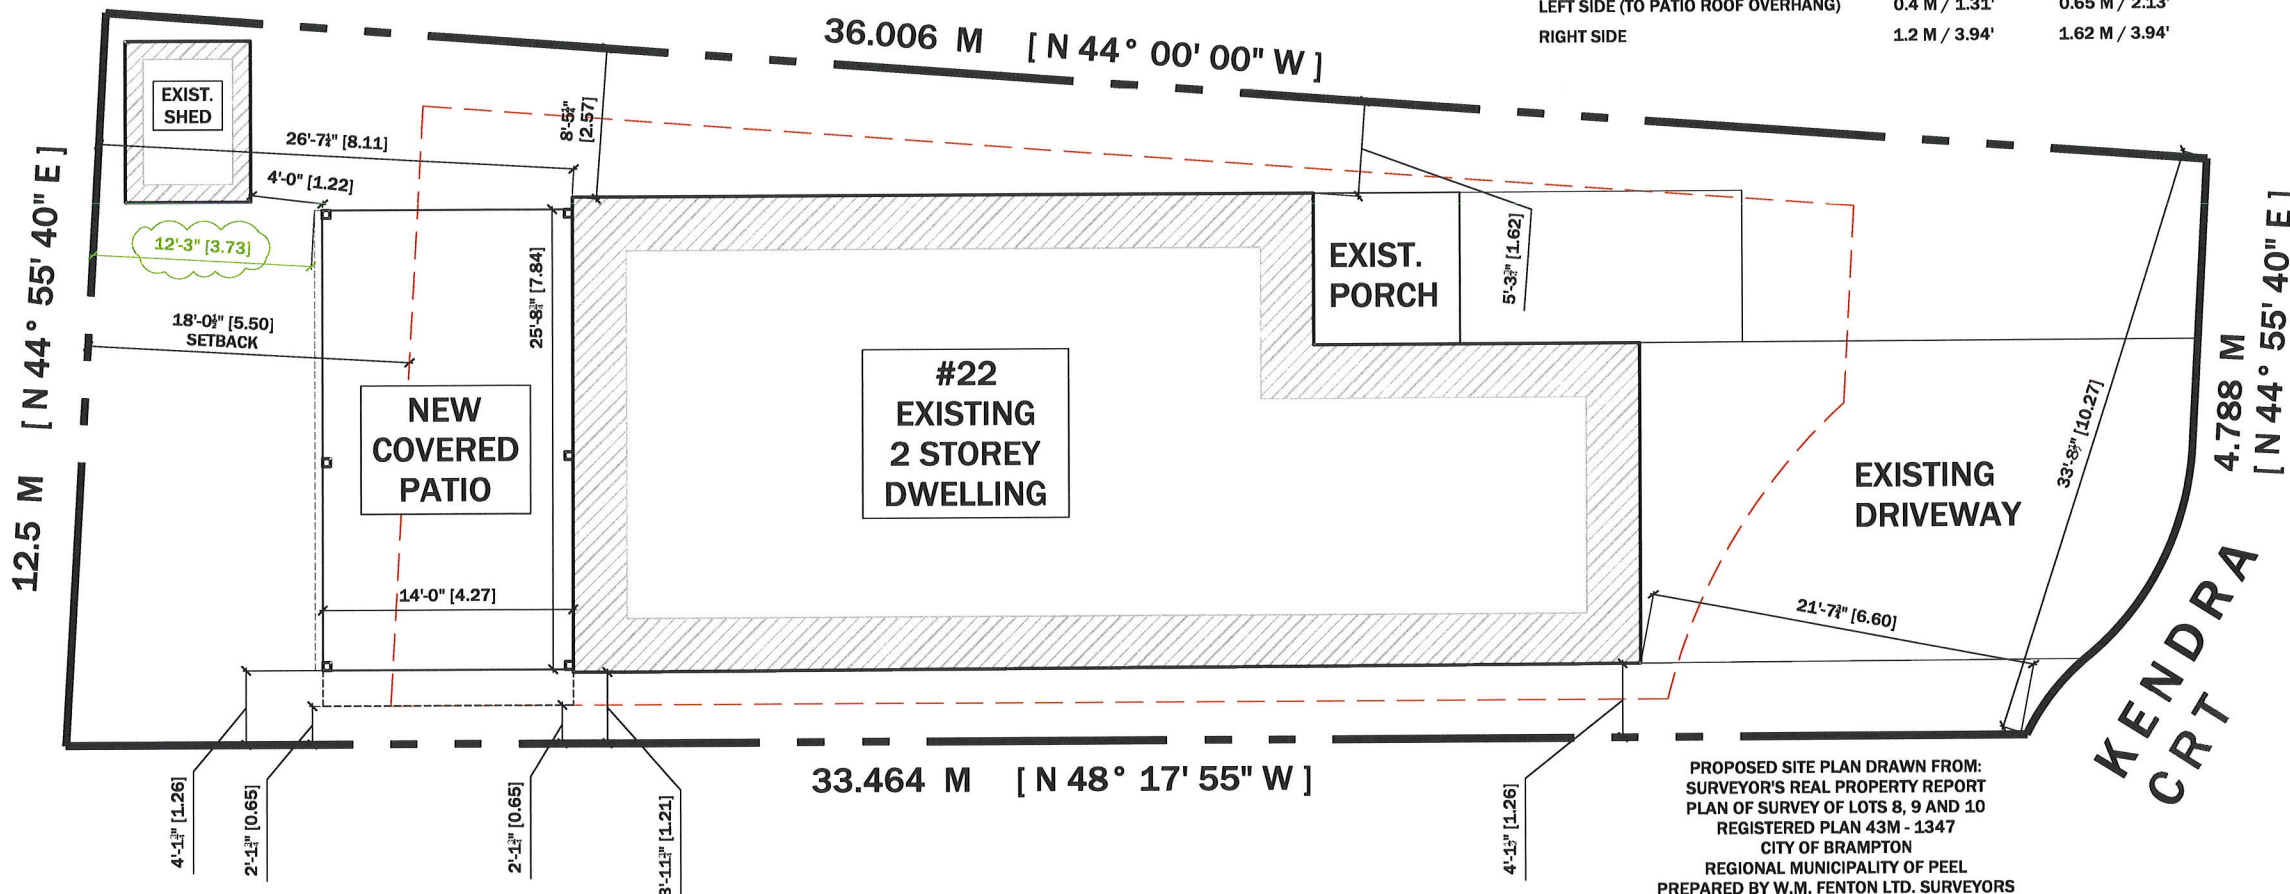 LEFT SIDE (TO PATIO ROOF OVERHANG) 0.4 M / 1.31' 0.65 M / 2.13'
RIGHT SIDE 1.2 M / 3.94' 1.62 M / 3.94'
36.006 M [ N 44° 00' 00" W ]
EXIST.
SHED
26'-7½" [8.11]
8'-5¼"
[2.57]
4'-0" [1.22]
12'-3" [3.73]
18'-0½" [5.50]
SETBACK
25'-8¾" [7.84]
12.5 M [ N 44° 55' 40" E ]
NEW
COVERED
PATIO
14'-0" [4.27]
#22
EXISTING
2 STOREY
DWELLING
EXIST.
PORCH
5'-3¾" [1.62]
EXISTING
DRIVEWAY
33'-8½" [10.27]
21'-7¾" [6.60]
4.788 M
[ N 44° 55' 40" E ]
KENDRA
CRT
4'-1¾" [1.26]
2'-1¾" [0.65]
2'-1¾" [0.65]
3'-11¾" [1.21]
4'-1½" [1.26]
33.464 M [ N 48° 17' 55" W ]
PROPOSED SITE PLAN DRAWN FROM:
SURVEYOR'S REAL PROPERTY REPORT
PLAN OF SURVEY OF LOTS 8, 9 AND 10
REGISTERED PLAN 43M - 1347
CITY OF BRAMPTON
REGIONAL MUNICIPALITY OF PEEL
PREPARED BY W.M. FENTON LTD. SURVEYORS